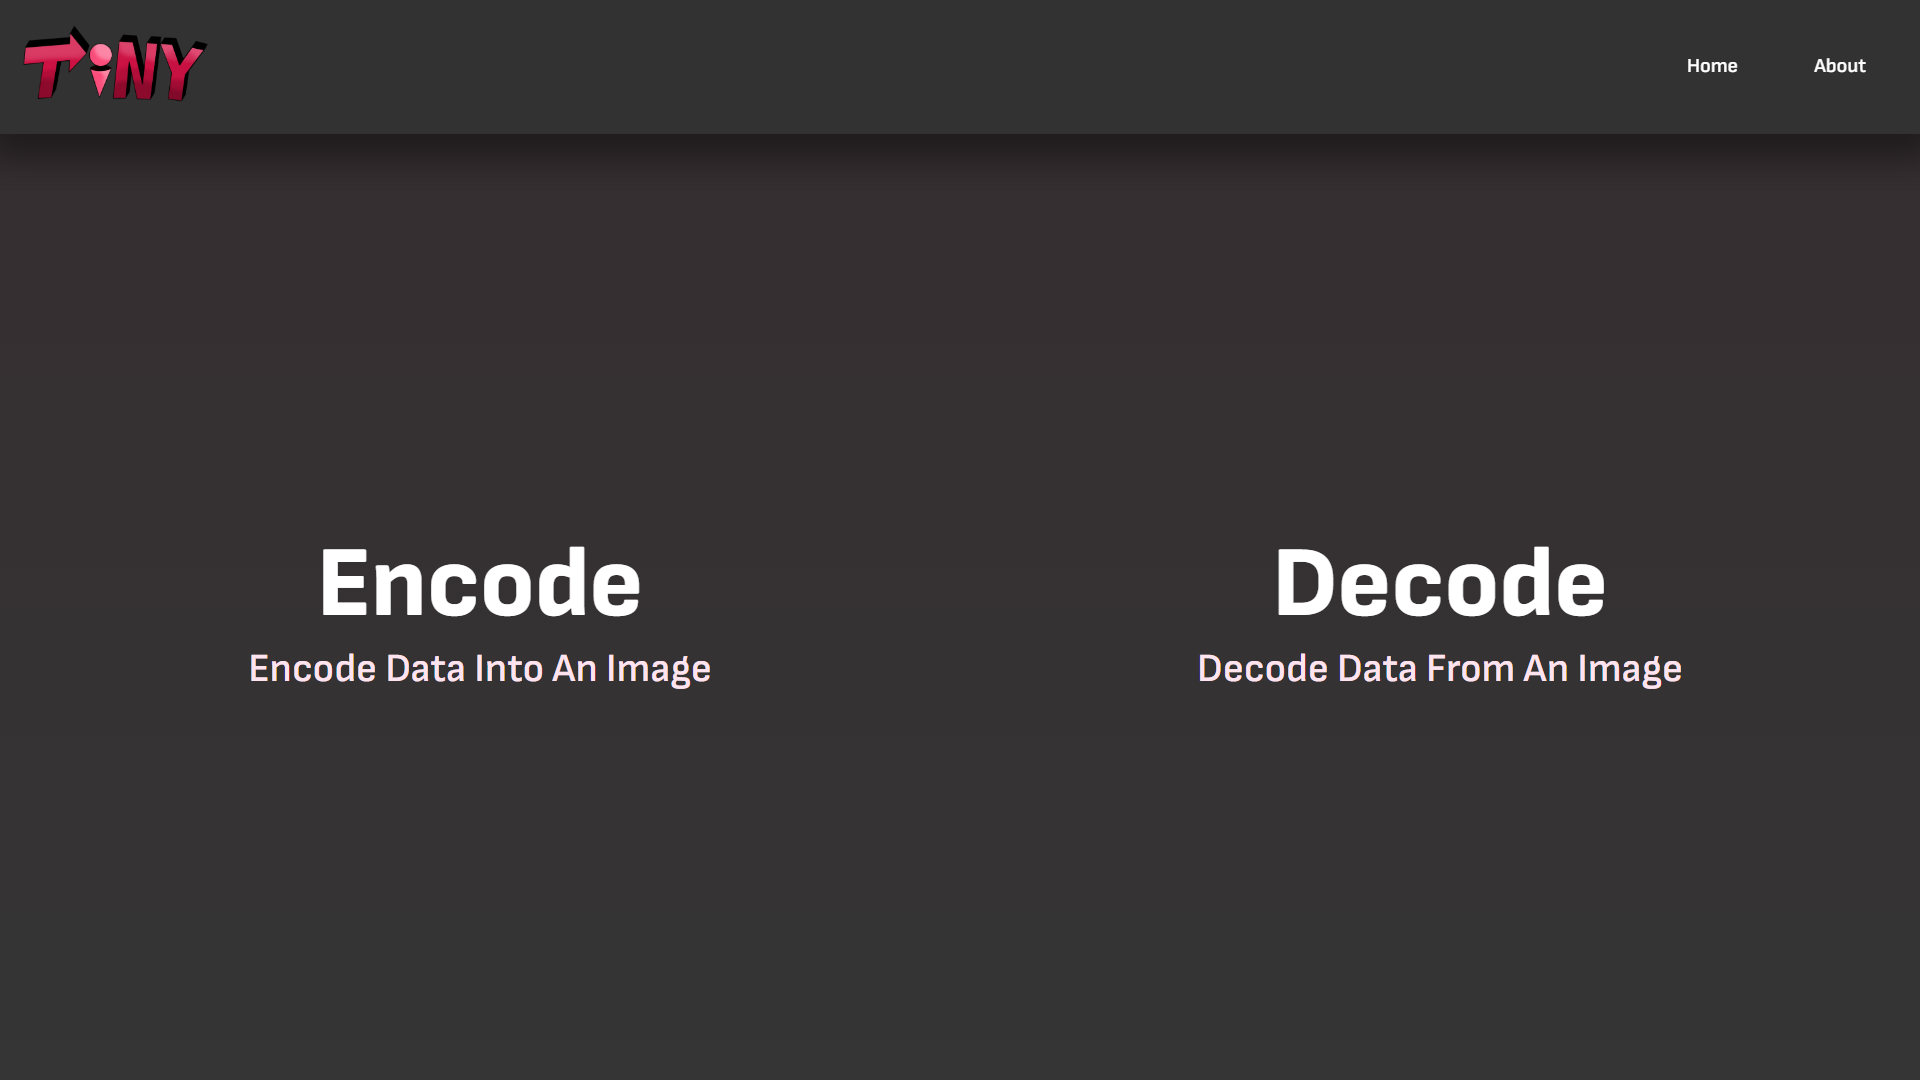 TiNY
Home
About
Encode
Encode Data Into An Image
Decode
Decode Data From An Image